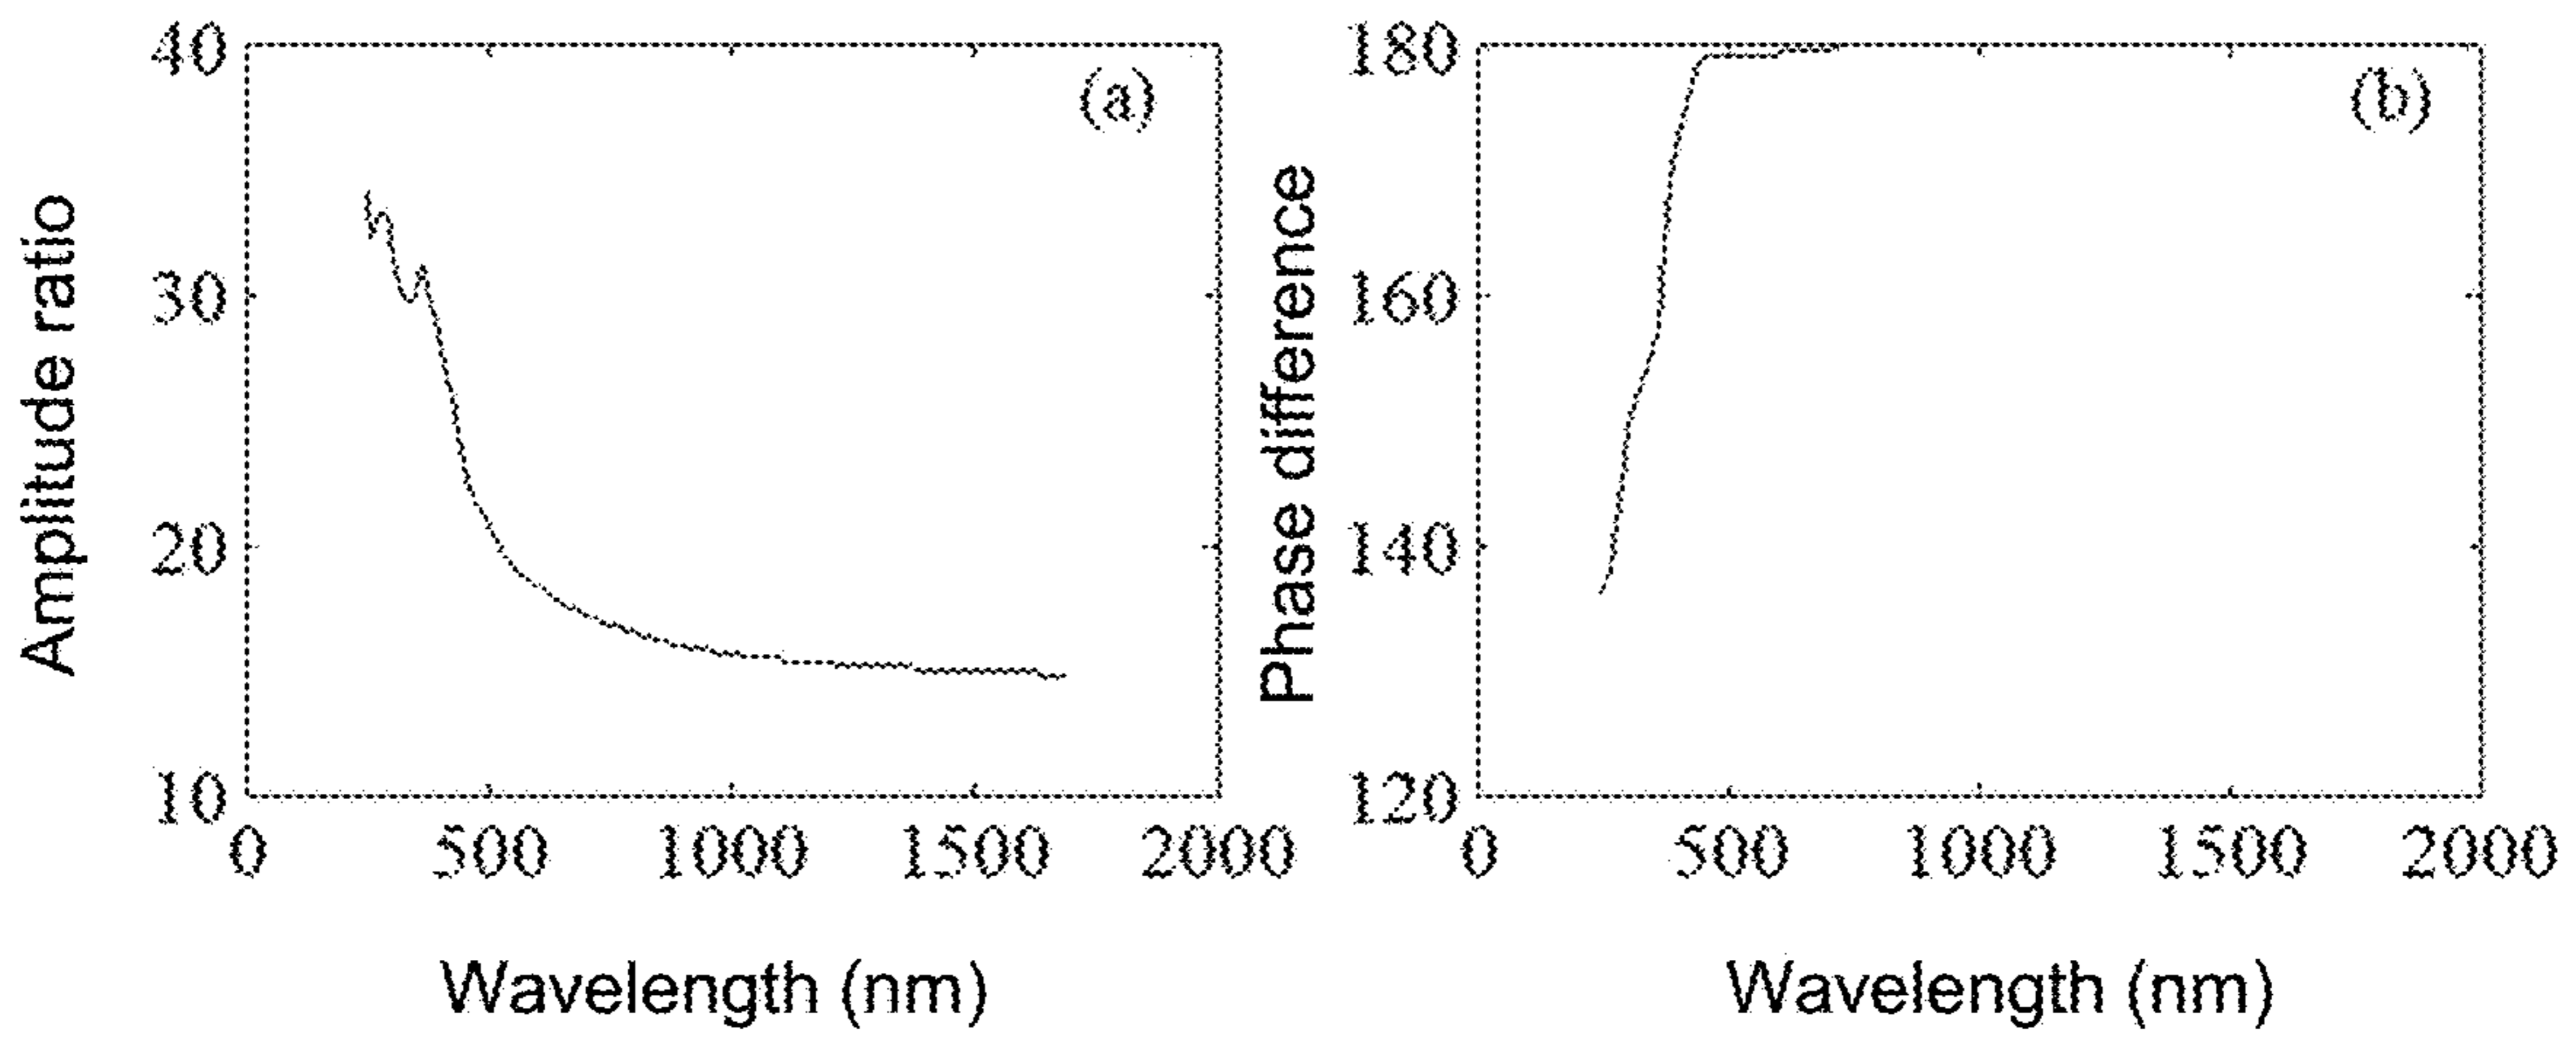 Amplitude ratio
40
30
20
10
0 500 1000 1500 2000
Wavelength (nm)
(a)
Phase difference
180
160
140
120
0 500 1000 1500 2000
Wavelength (nm)
(b)